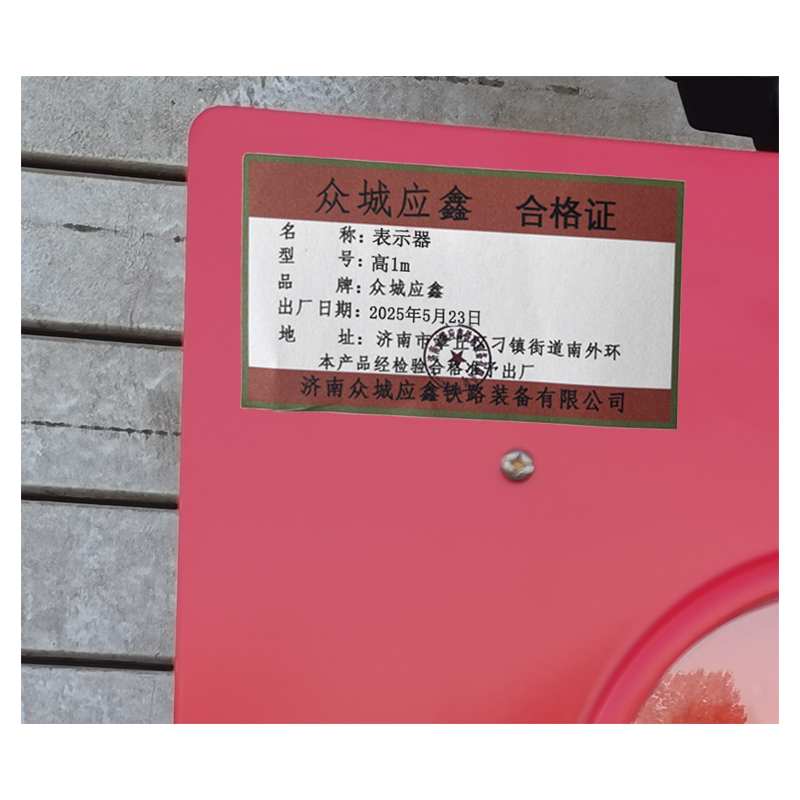 众城应鑫 合格证
名 称：表示器
型 号：高1m
品 牌：众城应鑫
出厂日期：2025年5月23日
地 址：济南市 刁镇街道南外环
本产品经检验合格准予出厂
济南众城应鑫铁路装备有限公司